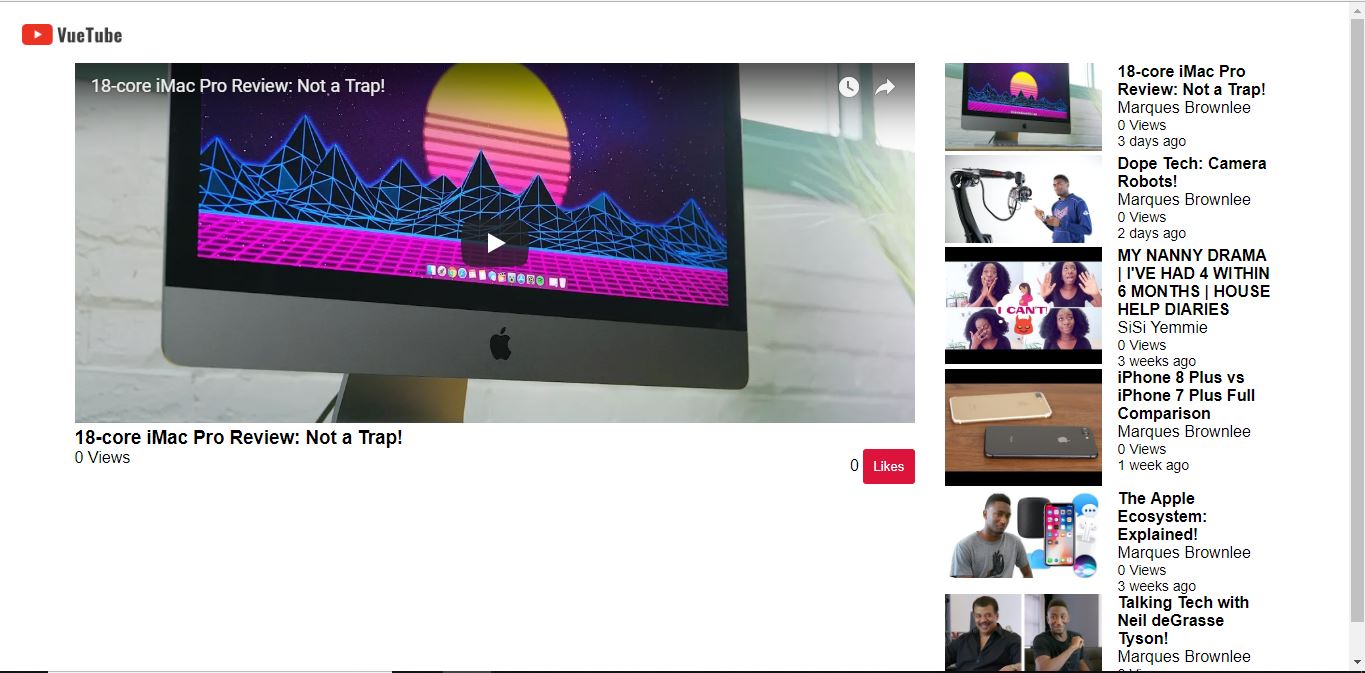 VueTube
18-core iMac Pro Review: Not a Trap!
18-core iMac Pro Review: Not a Trap!
0 Views
0 Likes
18-core iMac Pro
Review: Not a Trap!
Marques Brownlee
0 Views
3 days ago
Dope Tech: Camera
Robots!
Marques Brownlee
0 Views
2 days ago
I CAN'T!
MY NANNY DRAMA
| I'VE HAD 4 WITHIN
6 MONTHS | HOUSE
HELP DIARIES
SiSi Yemmie
0 Views
3 weeks ago
iPhone 8 Plus vs
iPhone 7 Plus Full
Comparison
Marques Brownlee
0 Views
1 week ago
The Apple
Ecosystem:
Explained!
Marques Brownlee
0 Views
3 weeks ago
Talking Tech with
Neil deGrasse
Tyson!
Marques Brownlee